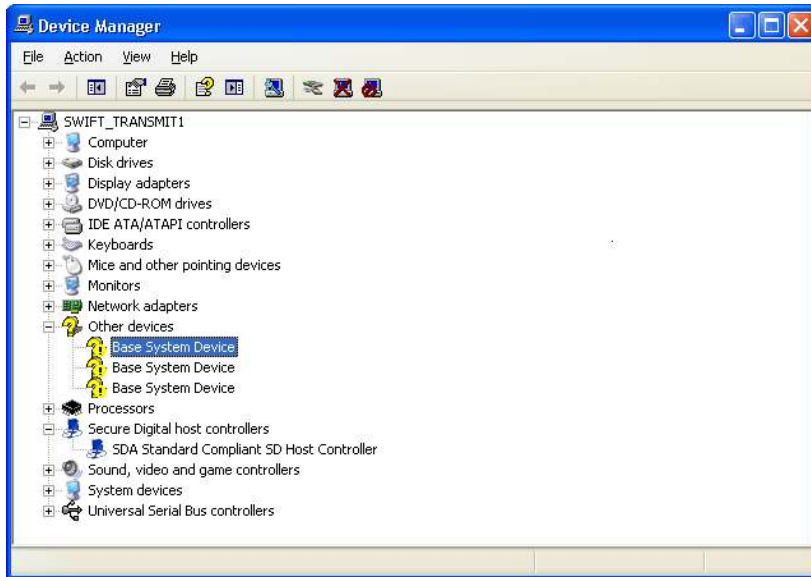 Device Manager
File Action View Help
SWIFT_TRANSMIT1
Computer
Disk drives
Display adapters
DVD/CD-ROM drives
IDE ATA/ATAPI controllers
Keyboards
Mice and other pointing devices
Monitors
Network adapters
Other devices
Base System Device
Base System Device
Base System Device
Processors
Secure Digital host controllers
SDA Standard Compliant SD Host Controller
Sound, video and game controllers
System devices
Universal Serial Bus controllers